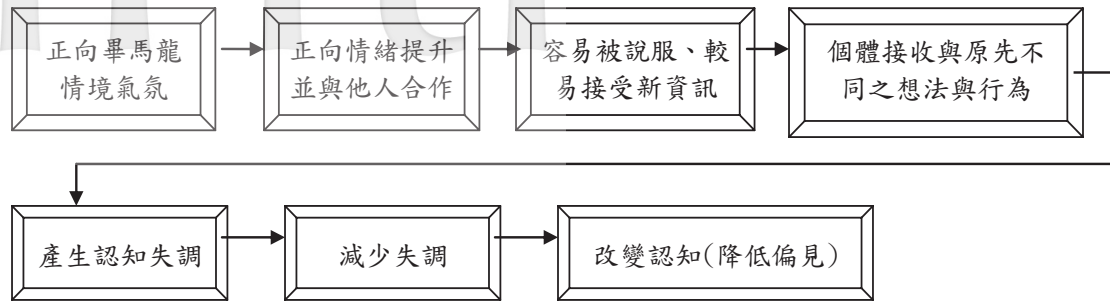 正向畢馬龍
情境氣氛
正向情緒提升
並與他人合作
容易被說服、較
易接受新資訊
個體接收與原先不
同之想法與行為
產生認知失調
減少失調
改變認知(降低偏見)